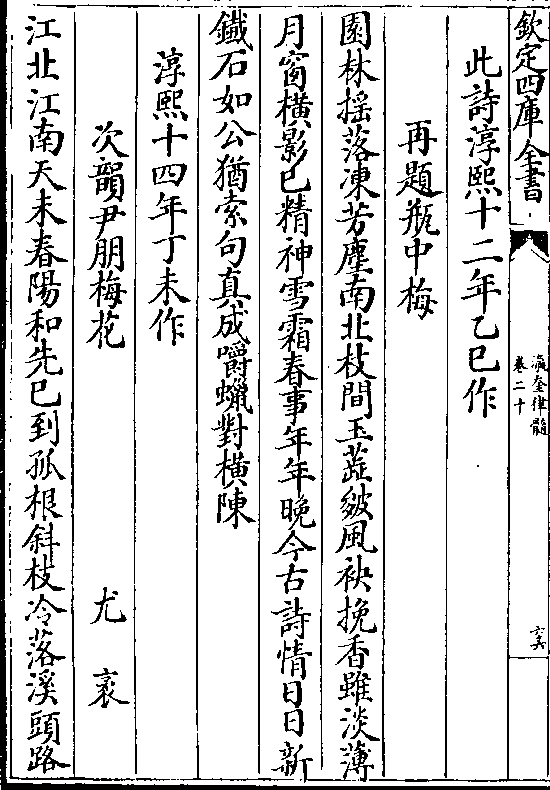 欽定四庫全書
瀛奎律髓
卷二十
此詩淳熙十二年乙巳作
再題瓶中梅
園林揺落凍芳塵南北枝間玉蘂皴風袂挽香雖淡薄
月窗橫影已精神雪霜春事年年晚今古詩情日日新
鐵石如公猶索句真成嚼蠟對橫陳
淳熙十四年丁未作
次韻尹朋梅花 尤袤
江北江南天未春陽和先已到孤根斜枝冷落溪頭路